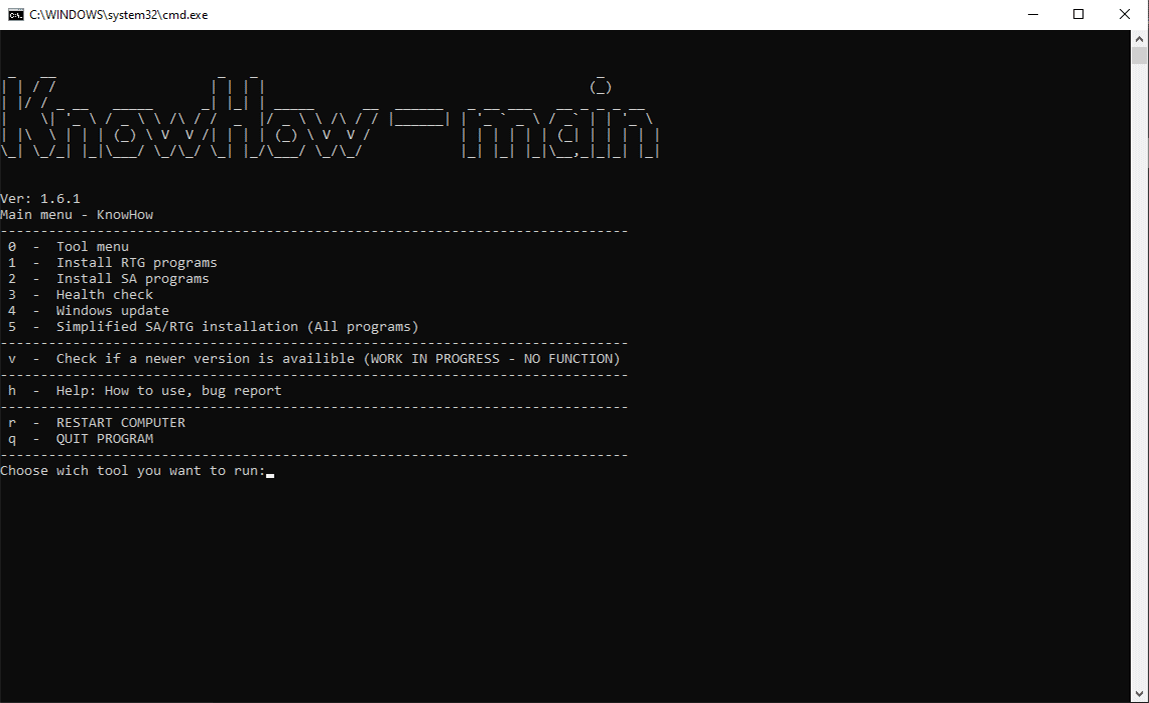 C:\WINDOWS\system32\cmd.exe
KnowHow - main
Ver: 1.6.1
Main menu - KnowHow
------------------------------------------------------------------------------
0 - Tool menu
1 - Install RTG programs
2 - Install SA programs
3 - Health check
4 - Windows update
5 - Simplified SA/RTG installation (All programs)
------------------------------------------------------------------------------
v - Check if a newer version is availible (WORK IN PROGRESS - NO FUNCTION)
------------------------------------------------------------------------------
h - Help: How to use, bug report
------------------------------------------------------------------------------
r - RESTART COMPUTER
q - QUIT PROGRAM
------------------------------------------------------------------------------
Choose wich tool you want to run: